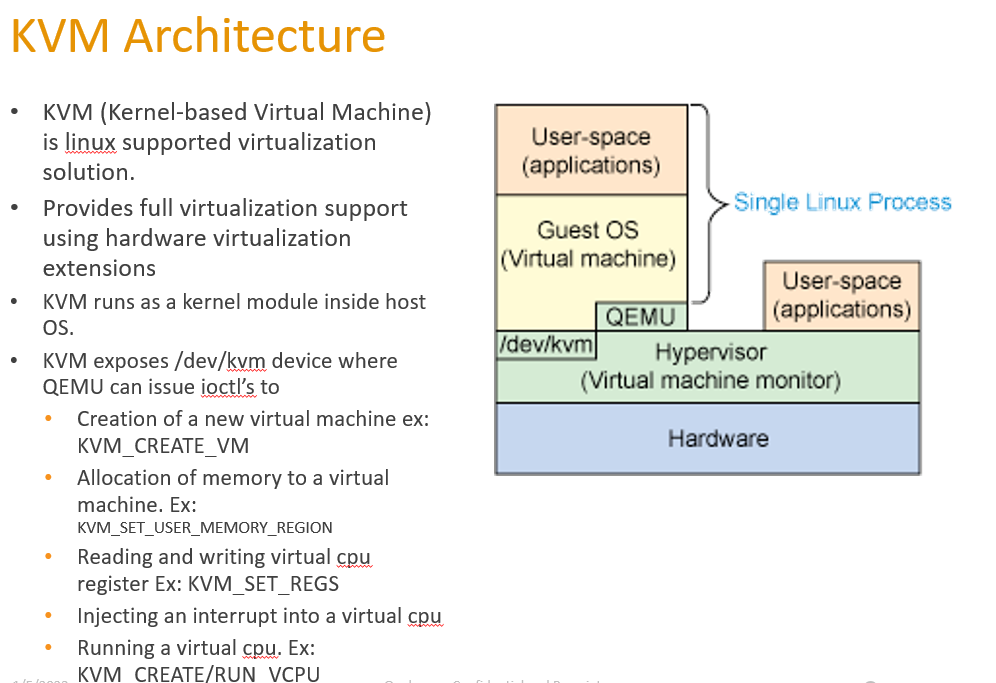 KVM Architecture
• KVM (Kernel-based Virtual Machine)
is linux supported virtualization
solution.
• Provides full virtualization support
using hardware virtualization
extensions
• KVM runs as a kernel module inside host
OS.
• KVM exposes /dev/kvm device where
QEMU can issue ioctl’s to
• Creation of a new virtual machine ex:
KVM_CREATE_VM
• Allocation of memory to a virtual
machine. Ex:
KVM_SET_USER_MEMORY_REGION
• Reading and writing virtual cpu
register Ex: KVM_SET_REGS
• Injecting an interrupt into a virtual cpu
• Running a virtual cpu. Ex:
KVM_CREATE/RUN_VCPU
User-space
(applications)
Single Linux Process
Guest OS
(Virtual machine)
User-space
(applications)
QEMU
/dev/kvm
Hypervisor
(Virtual machine monitor)
Hardware